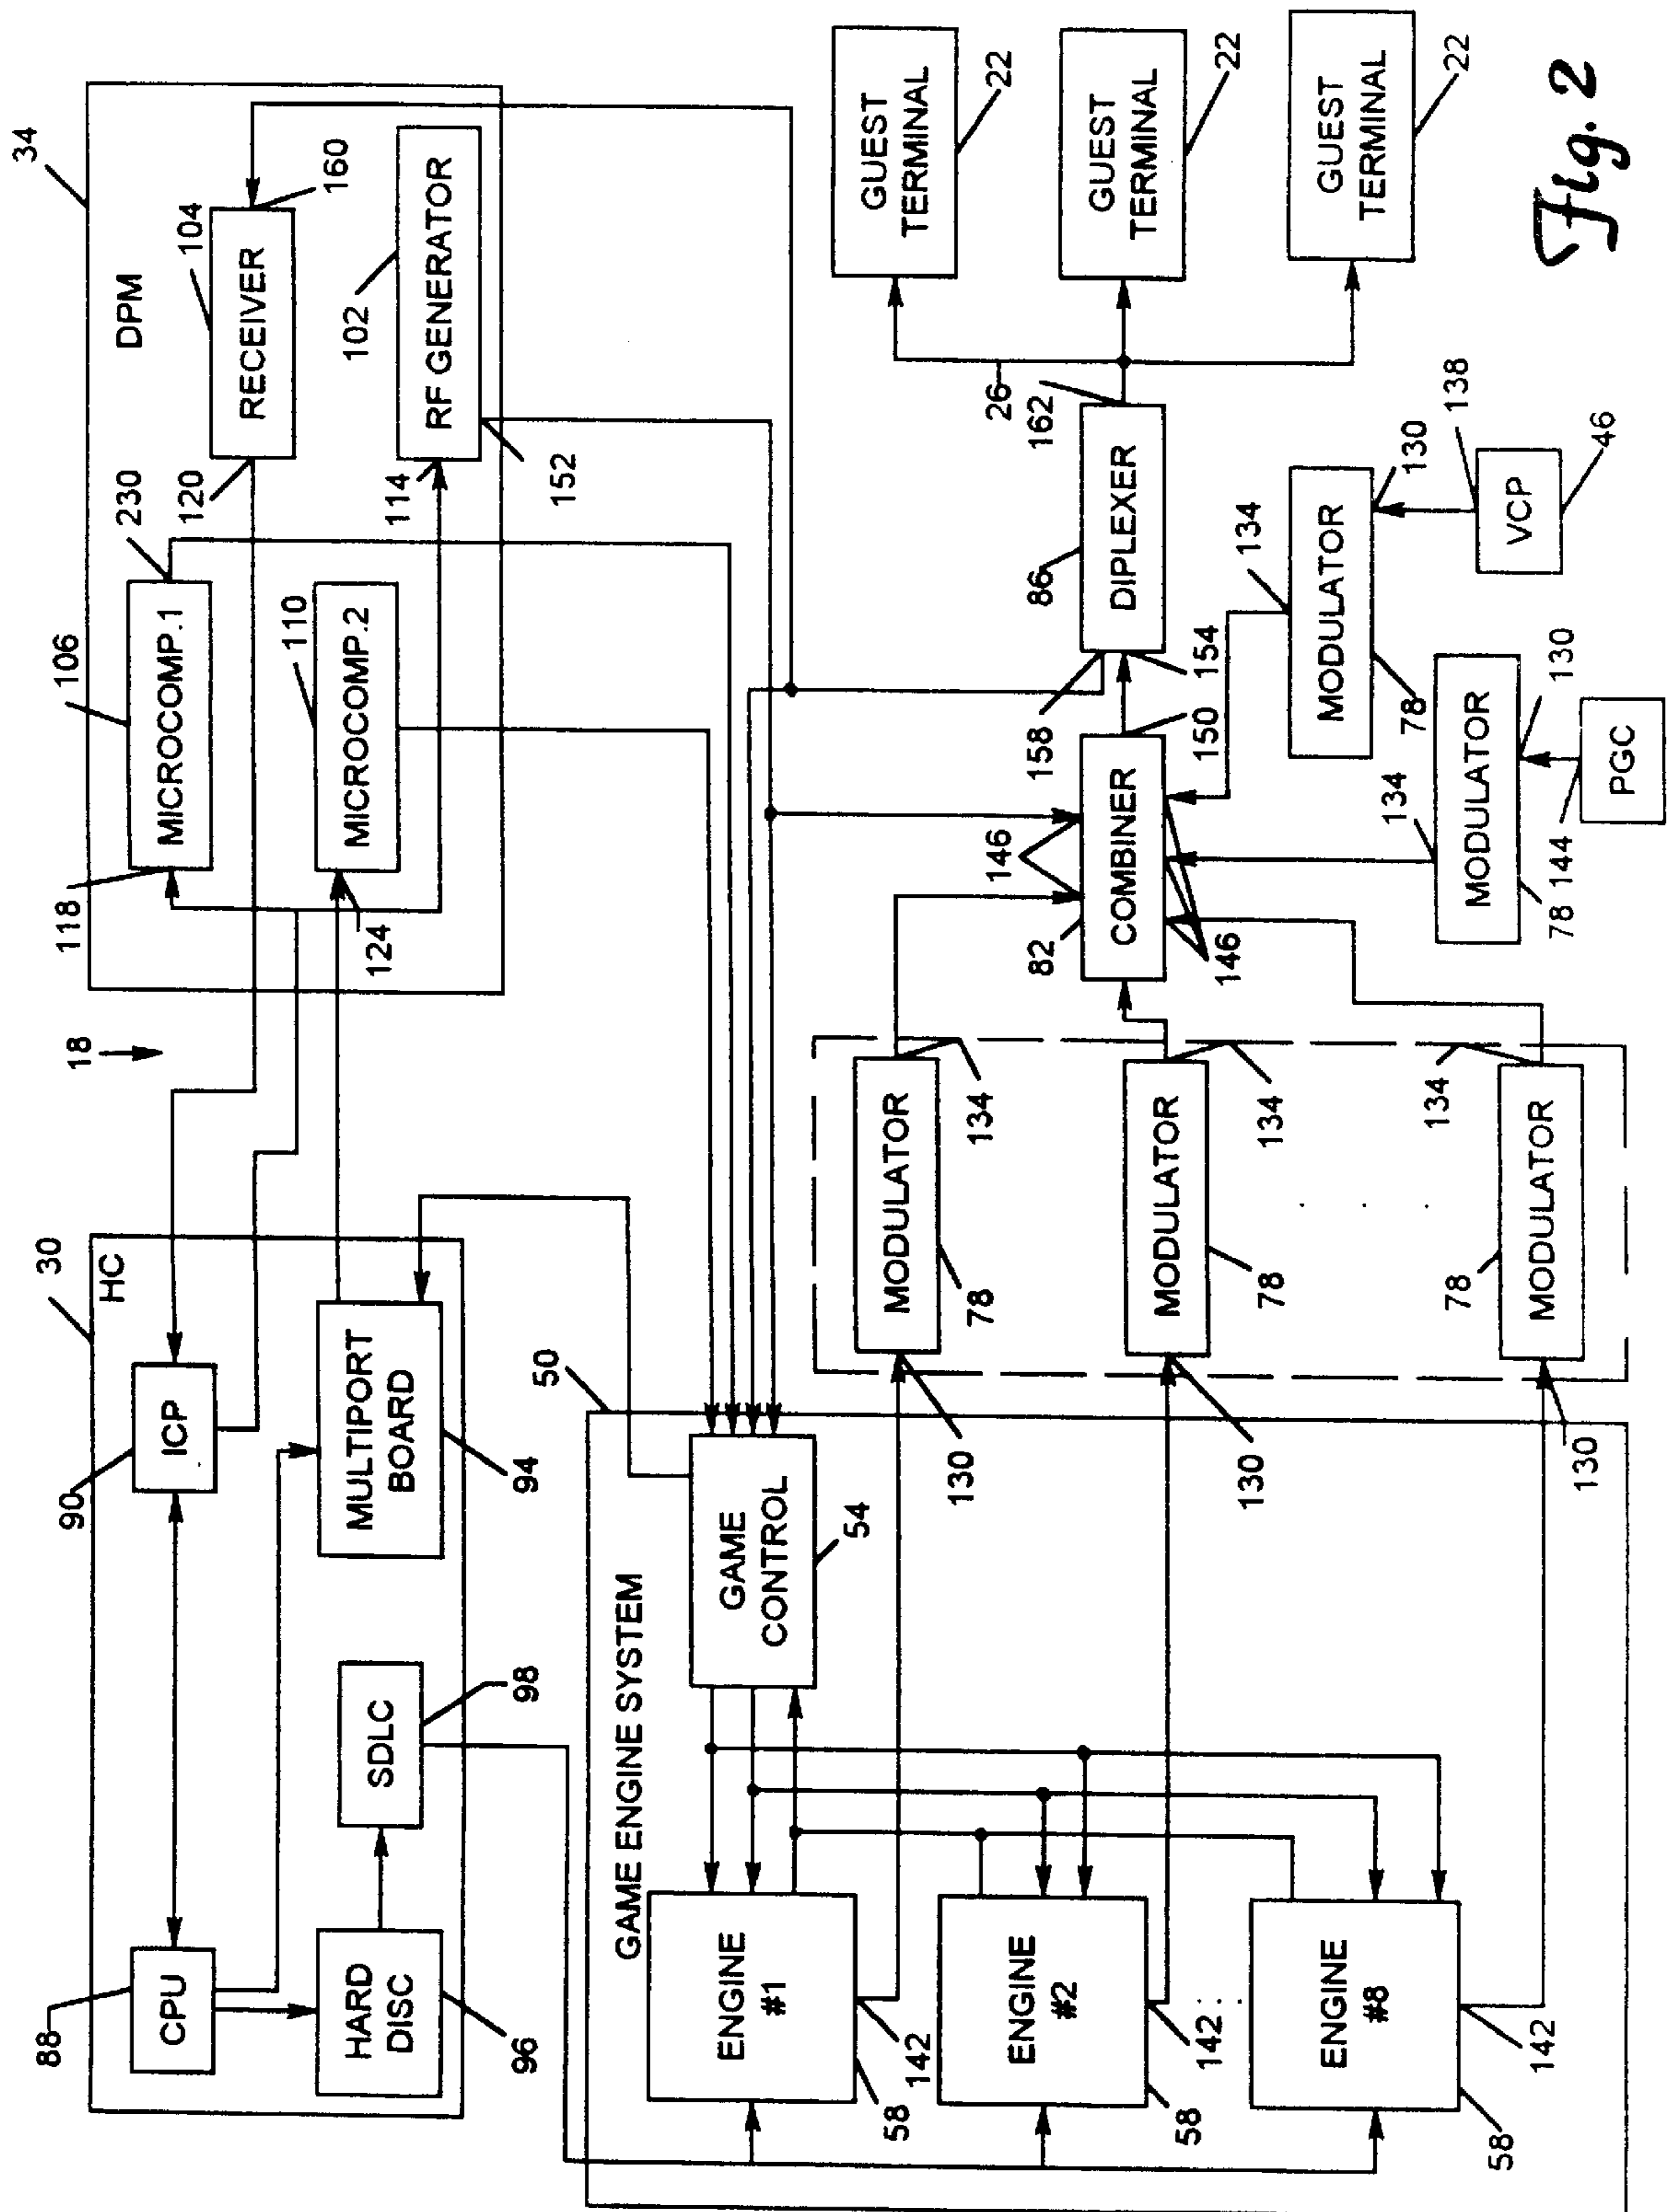 34
DPM
104
RECEIVER
160
102
RF GENERATOR
120
114
152
230
106
MICROCOMP.1
110
MICROCOMP.2
118
124
18
30
HC
90
ICP
MULTIPORT
BOARD
94
88
CPU
HARD
DISC
96
SDLC
98
50
GAME ENGINE SYSTEM
GAME
CONTROL
54
ENGINE
#1
142
58
ENGINE
#2
142
58
ENGINE
#8
142
58
130
MODULATOR
78
134
130
MODULATOR
78
134
130
MODULATOR
78
134
146
82
COMBINER
146
150
158
154
86
DIPLEXER
162
26
GUEST
TERMINAL
22
GUEST
TERMINAL
22
GUEST
TERMINAL
22
134
MODULATOR
78
130
138
VCP
46
134
MODULATOR
78
130
144
PGC
Fig. 2